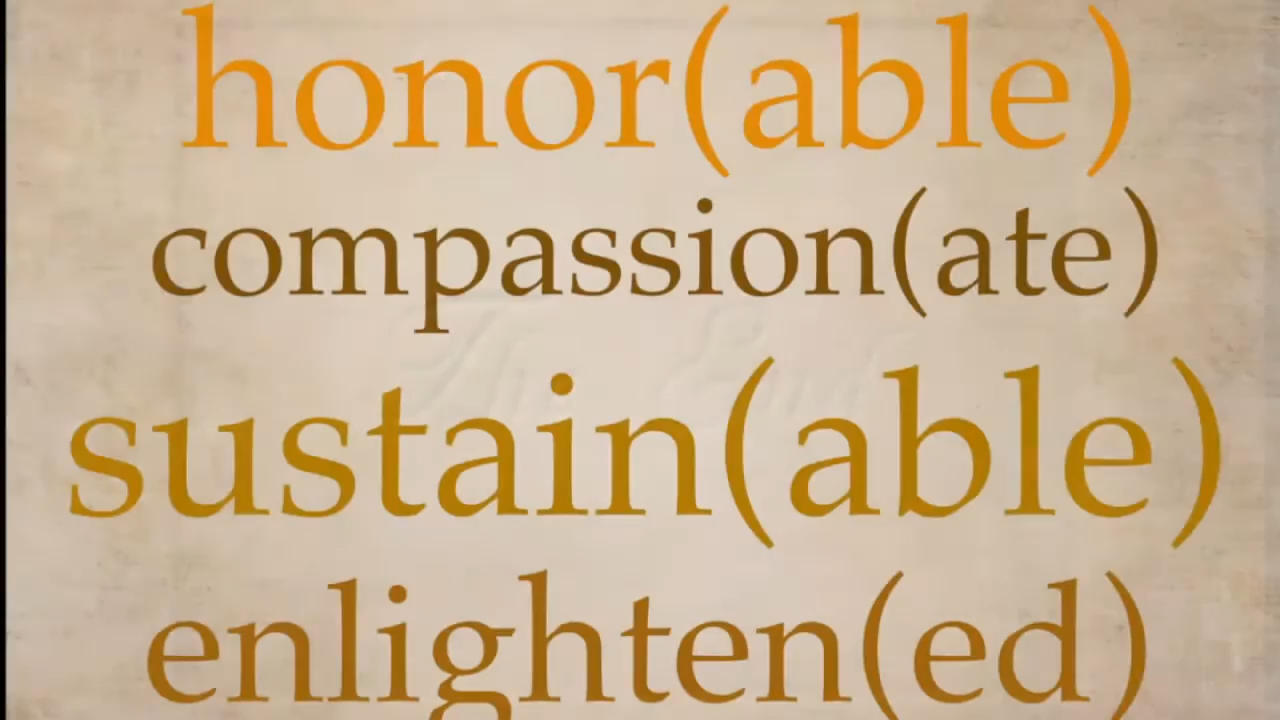 honor(able)
compassion(ate)
sustain(able)
enlighten(ed)